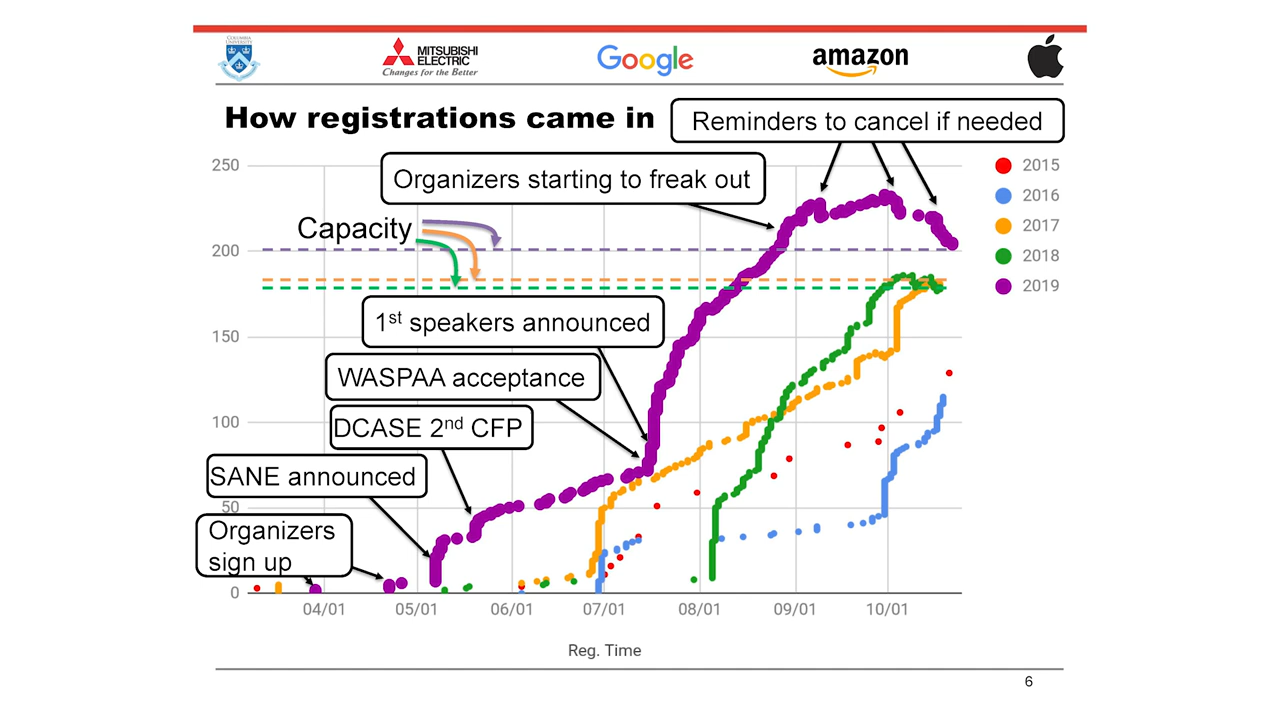 COLUMBIA
UNIVERSITY
MITSUBISHI
ELECTRIC
Changes for the Better
Google
amazon
How registrations came in
Reminders to cancel if needed
Organizers starting to freak out
Capacity
1st speakers announced
WASPAA acceptance
DCASE 2nd CFP
SANE announced
Organizers
sign up
250
200
150
100
50
0
04/01 05/01 06/01 07/01 08/01 09/01 10/01
Reg. Time
2015
2016
2017
2018
2019
6